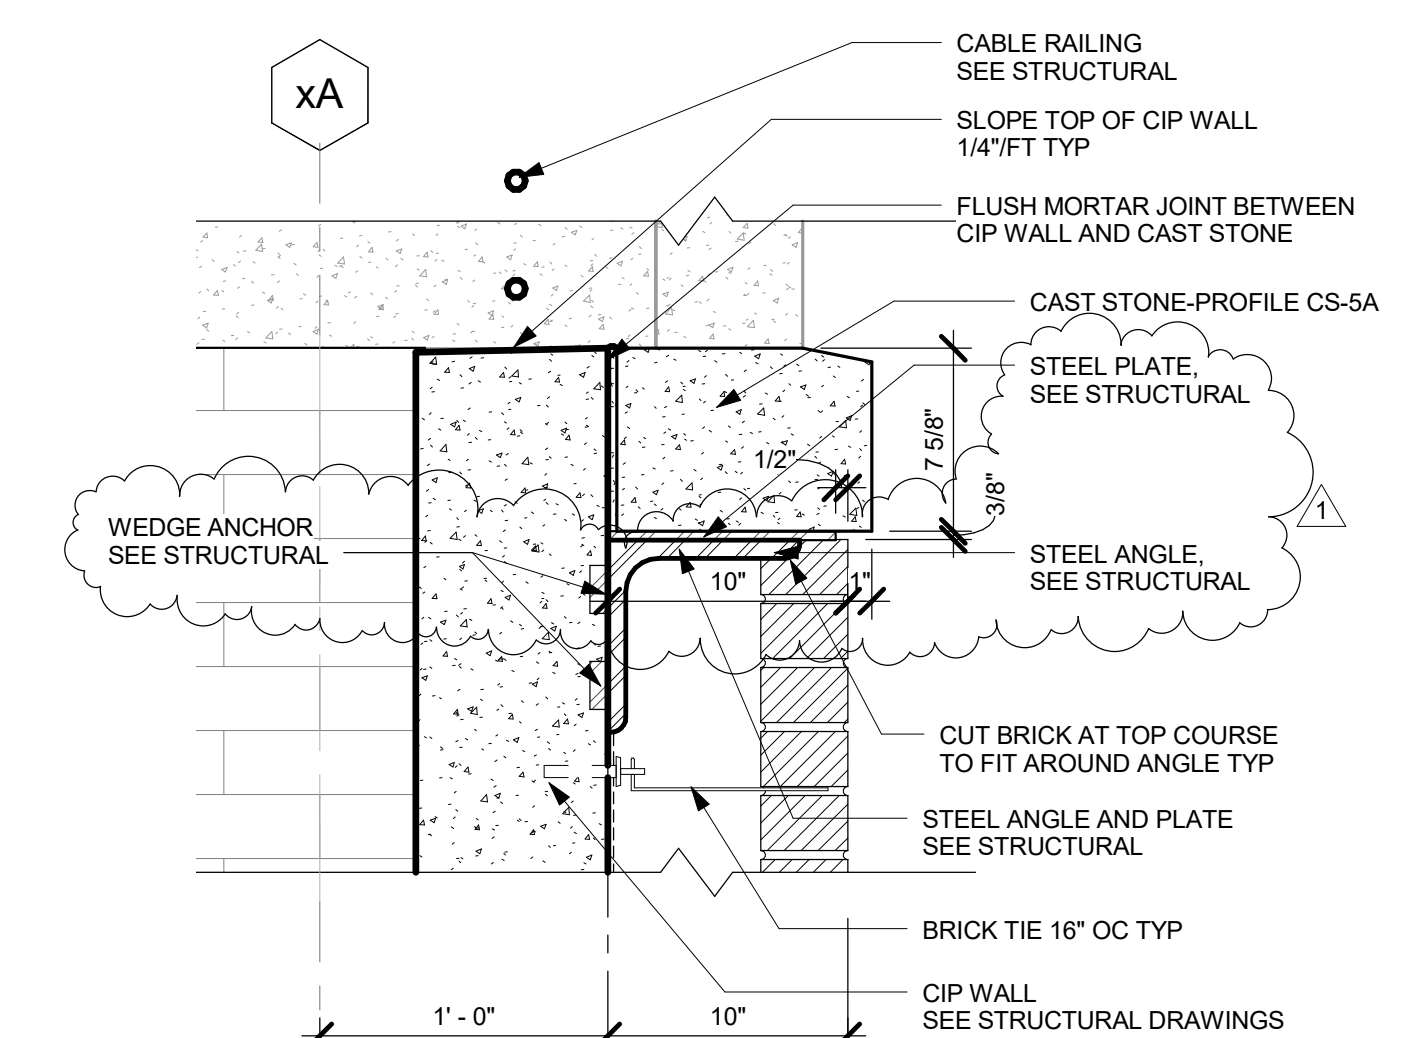 CABLE RAILING
SEE STRUCTURAL
xA
SLOPE TOP OF CIP WALL
1/4"/FT TYP
FLUSH MORTAR JOINT BETWEEN
CIP WALL AND CAST STONE
CAST STONE-PROFILE CS-5A
STEEL PLATE,
SEE STRUCTURAL
7 5/8"
1/2"
3/8"
1
WEDGE ANCHOR
SEE STRUCTURAL
STEEL ANGLE,
SEE STRUCTURAL
10"
1"
CUT BRICK AT TOP COURSE
TO FIT AROUND ANGLE TYP
STEEL ANGLE AND PLATE
SEE STRUCTURAL
BRICK TIE 16" OC TYP
CIP WALL
SEE STRUCTURAL DRAWINGS
1' - 0"
10"